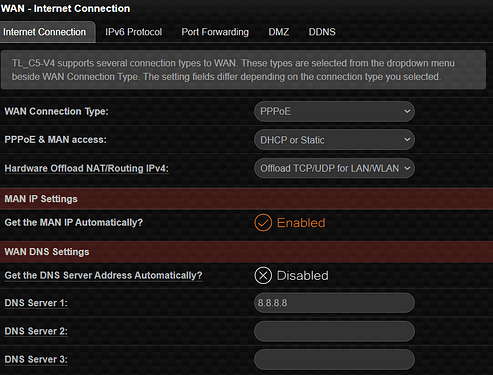 WAN - Internet Connection
Internet Connection IPv6 Protocol Port Forwarding DMZ DDNS
TL_C5-V4 supports several connection types to WAN. These types are selected from the dropdown menu
beside WAN Connection Type. The setting fields differ depending on the connection type you selected.
WAN Connection Type: PPPoE
PPPoE & MAN access: DHCP or Static
Hardware Offload NAT/Routing IPv4: Offload TCP/UDP for LAN/WLAN
MAN IP Settings
Get the MAN IP Automatically? Enabled
WAN DNS Settings
Get the DNS Server Address Automatically? Disabled
DNS Server 1: 8.8.8.8
DNS Server 2:
DNS Server 3: